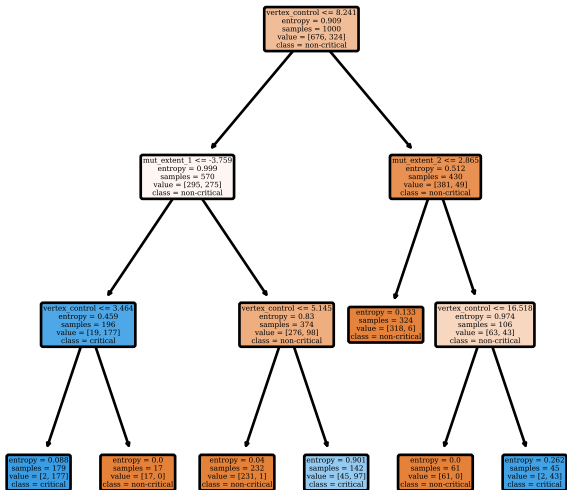 vertex_control <= 8.241
entropy = 0.909
samples = 1000
value = [676, 324]
class = non-critical
mut_extent_1 <= -3.759
entropy = 0.999
samples = 570
value = [295, 275]
class = non-critical
mut_extent_2 <= 2.865
entropy = 0.512
samples = 430
value = [381, 49]
class = non-critical
vertex_control <= 3.464
entropy = 0.459
samples = 196
value = [19, 177]
class = critical
vertex_control <= 5.145
entropy = 0.83
samples = 374
value = [276, 98]
class = non-critical
entropy = 0.133
samples = 324
value = [318, 6]
class = non-critical
vertex_control <= 16.518
entropy = 0.974
samples = 106
value = [63, 43]
class = non-critical
entropy = 0.088
samples = 179
value = [2, 177]
class = critical
entropy = 0.0
samples = 17
value = [17, 0]
class = non-critical
entropy = 0.04
samples = 232
value = [231, 1]
class = non-critical
entropy = 0.901
samples = 142
value = [45, 97]
class = critical
entropy = 0.0
samples = 61
value = [61, 0]
class = non-critical
entropy = 0.262
samples = 45
value = [2, 43]
class = critical